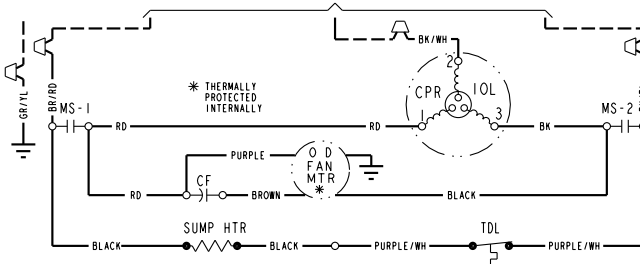 BK/WH
2
CPR
IOL
* THERMALLY
PROTECTED
INTERNALLY
GR/YL
BR/RD
MS-1
MS-2
1
3
RD
RD
BK
PURPLE
O D
FAN
MTR
*
CF
RD
BROWN
BLACK
SUMP HTR
TDL
BLACK
BLACK
PURPLE/WH
PURPLE/WH